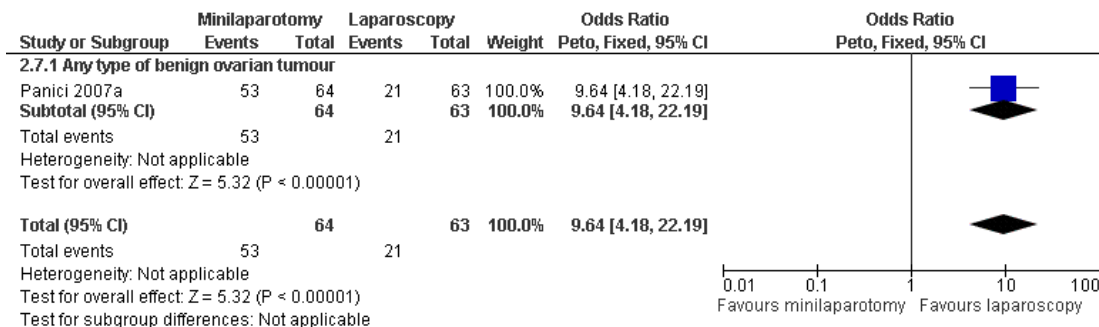 Minilaparotomy Laparoscopy Odds Ratio Odds Ratio
Study or Subgroup Events Total Events Total Weight Peto, Fixed, 95% CI Peto, Fixed, 95% CI
2.7.1 Any type of benign ovarian tumour
Panici 2007a 53 64 21 63 100.0% 9.64 [4.18, 22.19]
Subtotal (95% CI) 64 63 100.0% 9.64 [4.18, 22.19]
Total events 53 21
Heterogeneity: Not applicable
Test for overall effect: Z = 5.32 (P < 0.00001)
Total (95% CI) 64 63 100.0% 9.64 [4.18, 22.19]
Total events 53 21
Heterogeneity: Not applicable
Test for overall effect: Z = 5.32 (P < 0.00001)
Test for subgroup differences: Not applicable
0.01 0.1 1 10 100
Favours minilaparotomy Favours laparoscopy